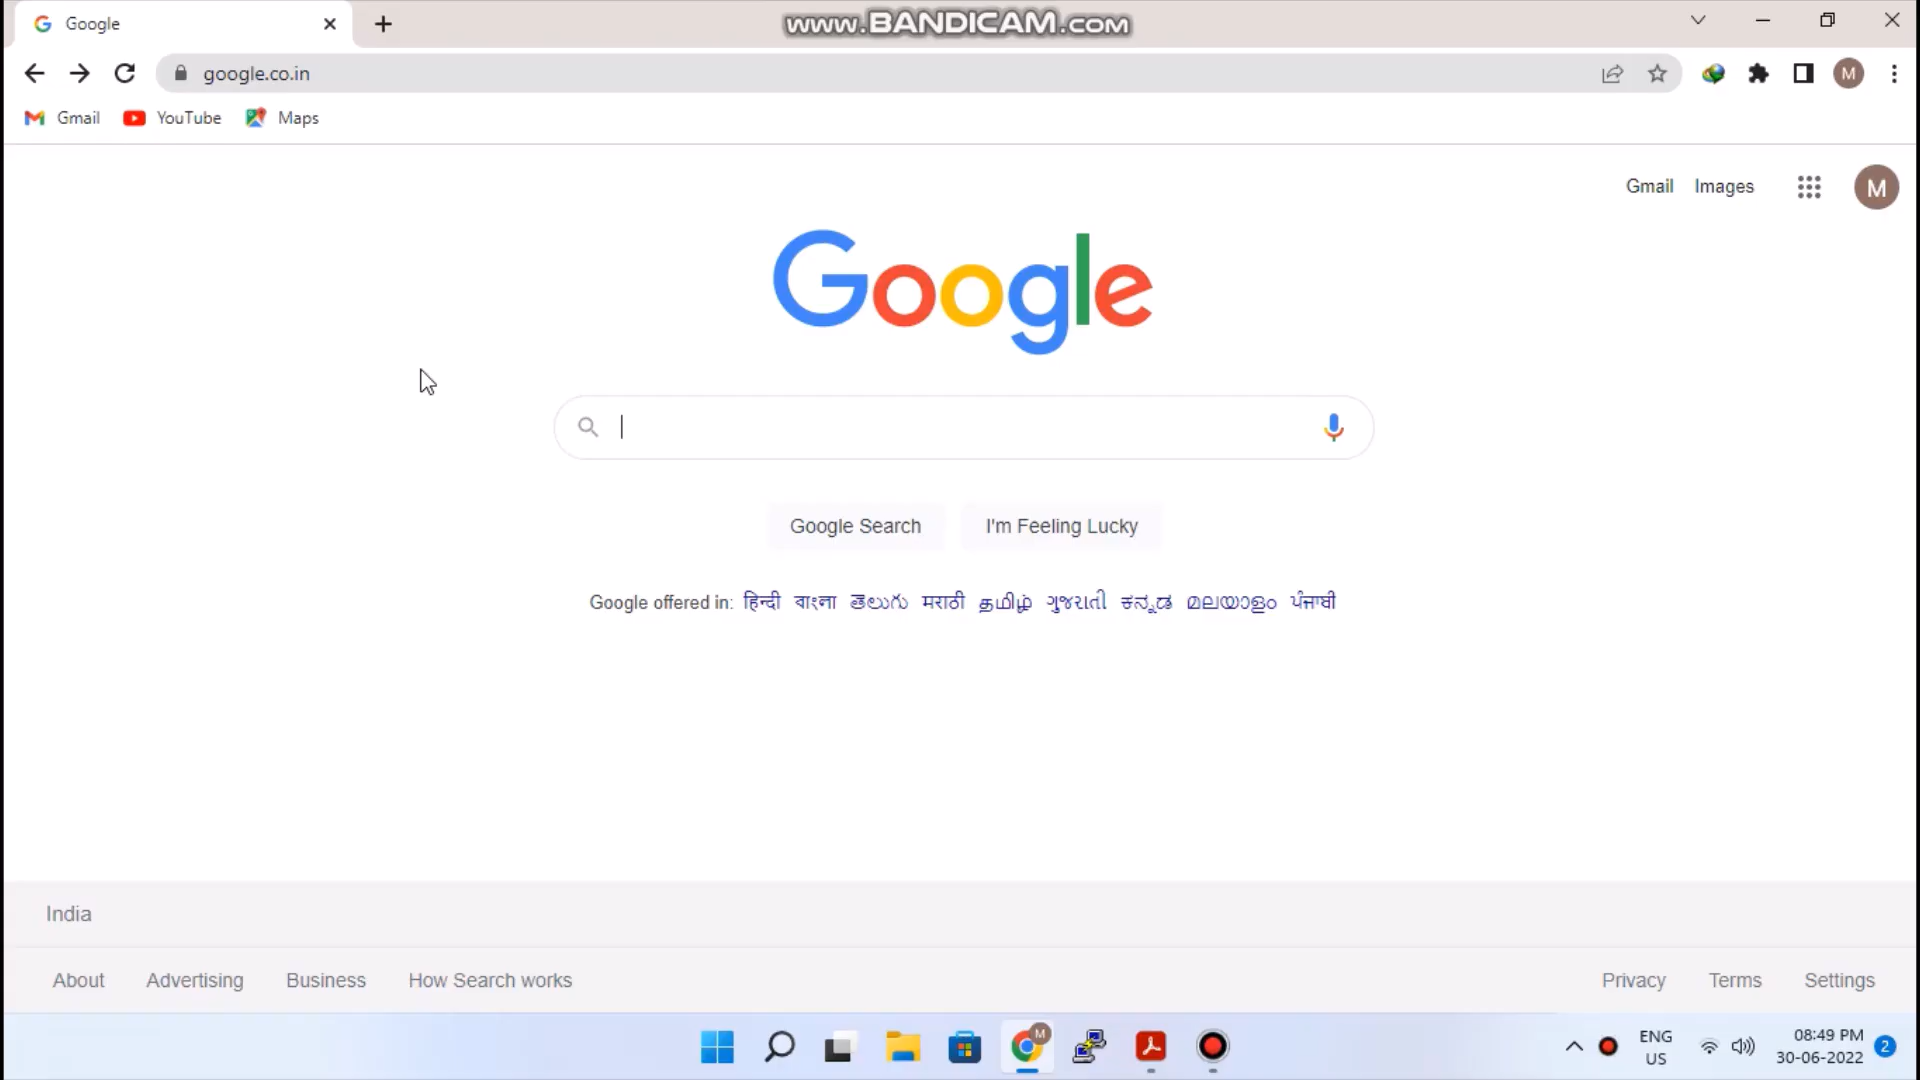 Google
www.BANDICAM.com
google.co.in
Gmail YouTube Maps
Gmail Images M
Google
Google Search I'm Feeling Lucky
Google offered in: हिन्दी বাংলা తెలుగు मराठी தமிழ் ગુજરાતી ಕನ್ನಡ മലയാളം ਪੰਜਾਬੀ
India
About Advertising Business How Search works Privacy Terms Settings
M
ENG
US
08:49 PM
30-06-2022
2